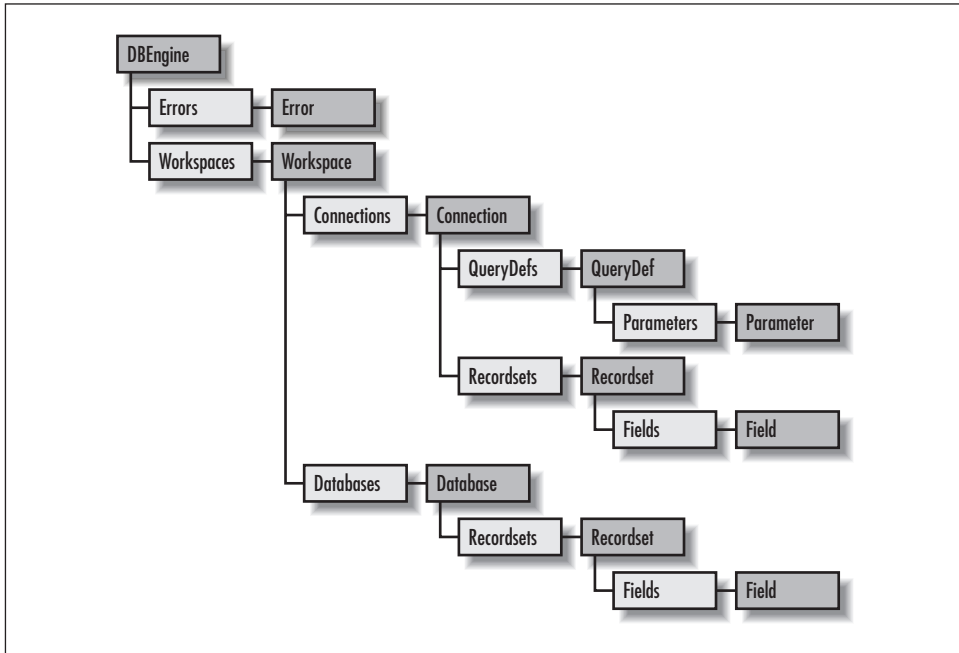 DBEngine
Errors Error
Workspaces Workspace
Connections Connection
QueryDefs QueryDef
Parameters Parameter
Recordsets Recordset
Fields Field
Databases Database
Recordsets Recordset
Fields Field